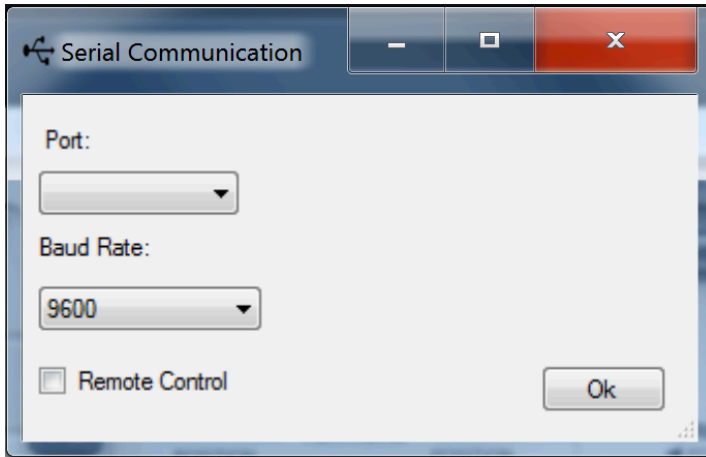 Serial Communication
Port:
Baud Rate:
9600
Remote Control
Ok